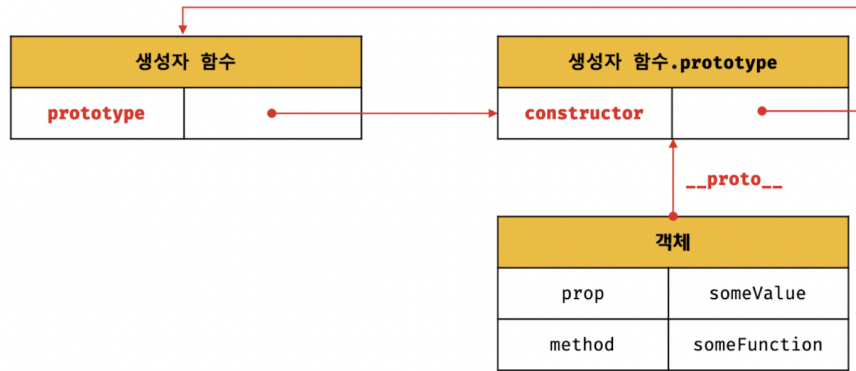 생성자 함수
prototype
생성자 함수.prototype
constructor
__proto__
객체
prop someValue
method someFunction